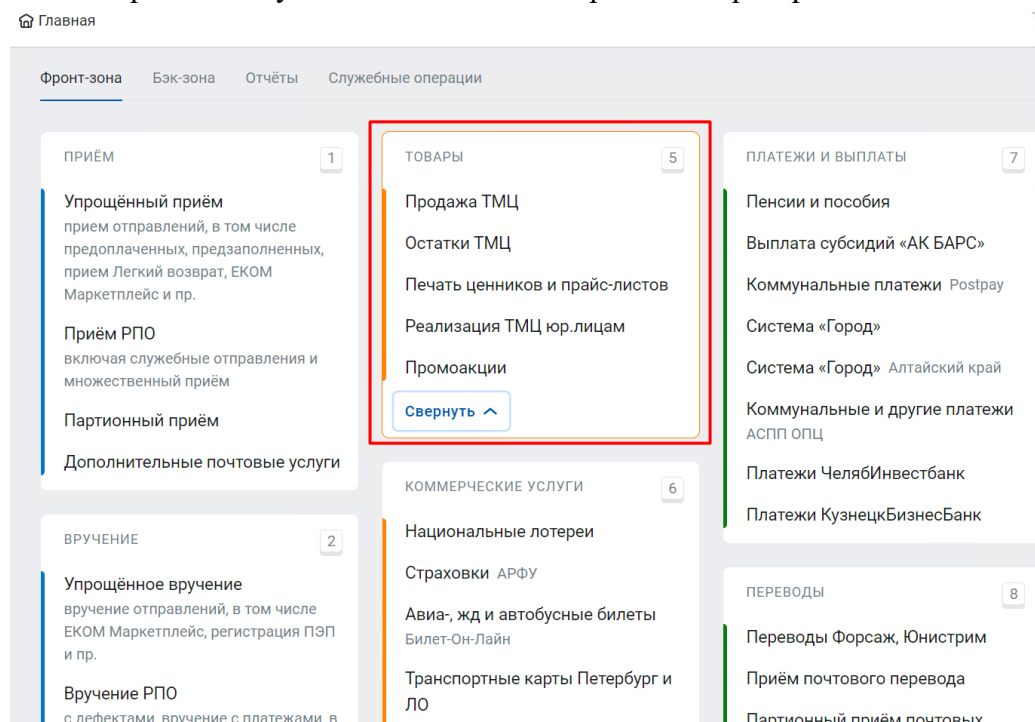 Главная
Фронт-зона Бэк-зона Отчёты Служебные операции
ПРИЁМ 1
Упрощённый приём
прием отправлений, в том числе
предоплаченных, предзаполненных,
прием Легкий возврат, ЕКОМ
Маркетплейс и пр.
Приём РПО
включая служебные отправления и
множественный приём
Партионный приём
Дополнительные почтовые услуги
ВРУЧЕНИЕ 2
Упрощённое вручение
вручение отправлений, в том числе
ЕКОМ Маркетплейс, регистрация ПЭП
и пр.
Вручение РПО
с дефектами, вручение с платежами, в
ТОВАРЫ 5
Продажа ТМЦ
Остатки ТМЦ
Печать ценников и прайс-листов
Реализация ТМЦ юр.лицам
Промоакции
Свернуть
КОММЕРЧЕСКИЕ УСЛУГИ 6
Национальные лотереи
Страховки АРФУ
Авиа-, жд и автобусные билеты
Билет-Он-Лайн
Транспортные карты Петербург и
ЛО
ПЛАТЕЖИ И ВЫПЛАТЫ 7
Пенсии и пособия
Выплата субсидий «АК БАРС»
Коммунальные платежи Postpay
Система «Город»
Система «Город» Алтайский край
Коммунальные и другие платежи
АСПП ОПЦ
Платежи ЧелябИнвестбанк
Платежи КузнецкБизнесБанк
ПЕРЕВОДЫ 8
Переводы Форсаж, Юнистрим
Приём почтового перевода
Партионный приём почтовых